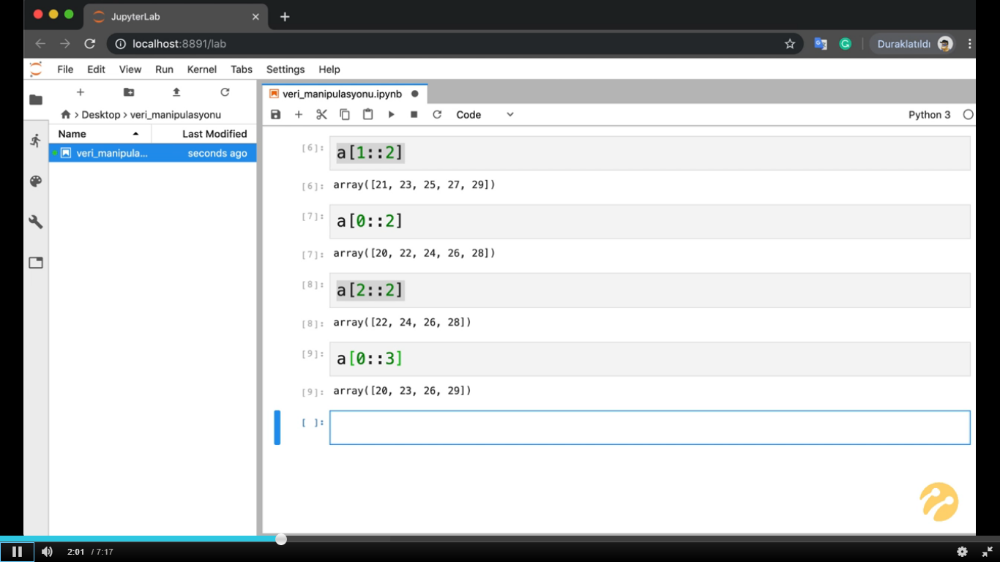 JupyterLab
localhost:8891/lab
Duraklatıldı
File Edit View Run Kernel Tabs Settings Help
Desktop > veri_manipulasyonu
Name Last Modified
veri_manipula... seconds ago
veri_manipulasyonu.ipynb
Code Python 3
[6]: a[1::2]
[6]: array([21, 23, 25, 27, 29])
[7]: a[0::2]
[7]: array([20, 22, 24, 26, 28])
[8]: a[2::2]
[8]: array([22, 24, 26, 28])
[9]: a[0::3]
[9]: array([20, 23, 26, 29])
[ ]:
2:01 / 7:17